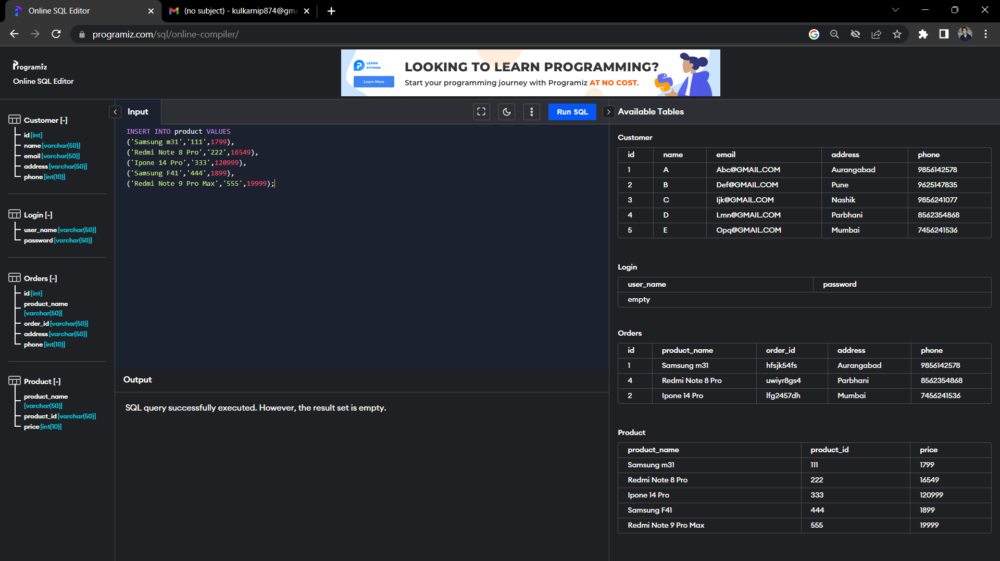 Online SQL Editor
(no subject) - kulkarnip874@gma
programiz.com/sql/online-compiler/
Programiz
Online SQL Editor
LEARN
PYTHON
Learn More
LOOKING TO LEARN PROGRAMMING?
Start your programming journey with Programiz AT NO COST.
Customer [-]
id [int]
name [varchar(50)]
email [varchar(50)]
address [varchar(50)]
phone [int(10)]
Login [-]
user_name [varchar(50)]
password [varchar(50)]
Orders [-]
id [int]
product_name
[varchar(50)]
order_id [varchar(50)]
address [varchar(50)]
phone [int(10)]
Product [-]
product_name
[varchar(50)]
product_id [varchar(50)]
price [int(10)]
Input
Run SQL
INSERT INTO product VALUES
('Samsung m31','111',1799),
('Redmi Note 8 Pro','222',16549),
('Ipone 14 Pro','333',120999),
('Samsung F41','444',1899),
('Redmi Note 9 Pro Max','555',19999);
Output
SQL query successfully executed. However, the result set is empty.
Available Tables
Customer
id name email address phone
1 A Abc@GMAIL.COM Aurangabad 9856142578
2 B Def@GMAIL.COM Pune 9625147835
3 C Ijk@GMAIL.COM Nashik 9856241077
4 D Lmn@GMAIL.COM Parbhani 8562354868
5 E Opq@GMAIL.COM Mumbai 7456241536
Login
user_name password
empty
Orders
id product_name order_id address phone
1 Samsung m31 hfsjk54fs Aurangabad 9856142578
4 Redmi Note 8 Pro uwiyr8gs4 Parbhani 8562354868
2 Ipone 14 Pro lfg2457dh Mumbai 7456241536
Product
product_name product_id price
Samsung m31 111 1799
Redmi Note 8 Pro 222 16549
Ipone 14 Pro 333 120999
Samsung F41 444 1899
Redmi Note 9 Pro Max 555 19999